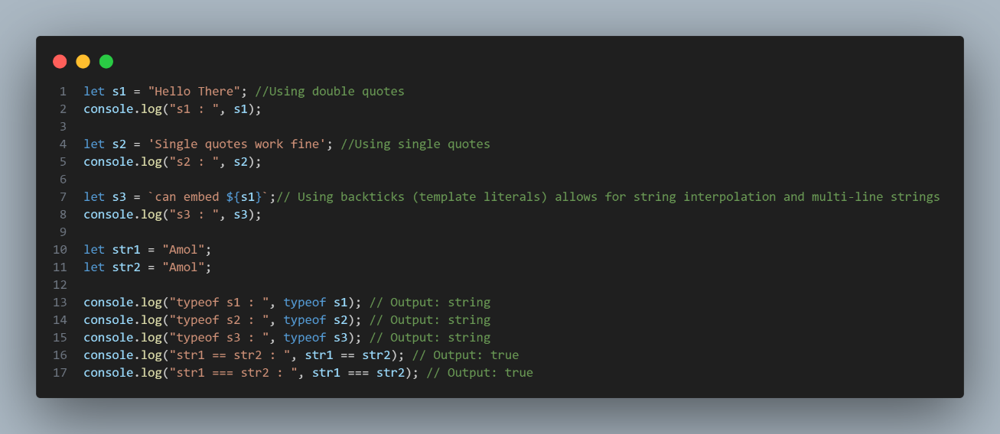 1 let s1 = "Hello There"; //Using double quotes
2 console.log("s1 : ", s1);
3
4 let s2 = 'Single quotes work fine'; //Using single quotes
5 console.log("s2 : ", s2);
6
7 let s3 = `can embed ${s1}`;// Using backticks (template literals) allows for string interpolation and multi-line strings
8 console.log("s3 : ", s3);
9
10 let str1 = "Amol";
11 let str2 = "Amol";
12
13 console.log("typeof s1 : ", typeof s1); // Output: string
14 console.log("typeof s2 : ", typeof s2); // Output: string
15 console.log("typeof s3 : ", typeof s3); // Output: string
16 console.log("str1 == str2 : ", str1 == str2); // Output: true
17 console.log("str1 === str2 : ", str1 === str2); // Output: true